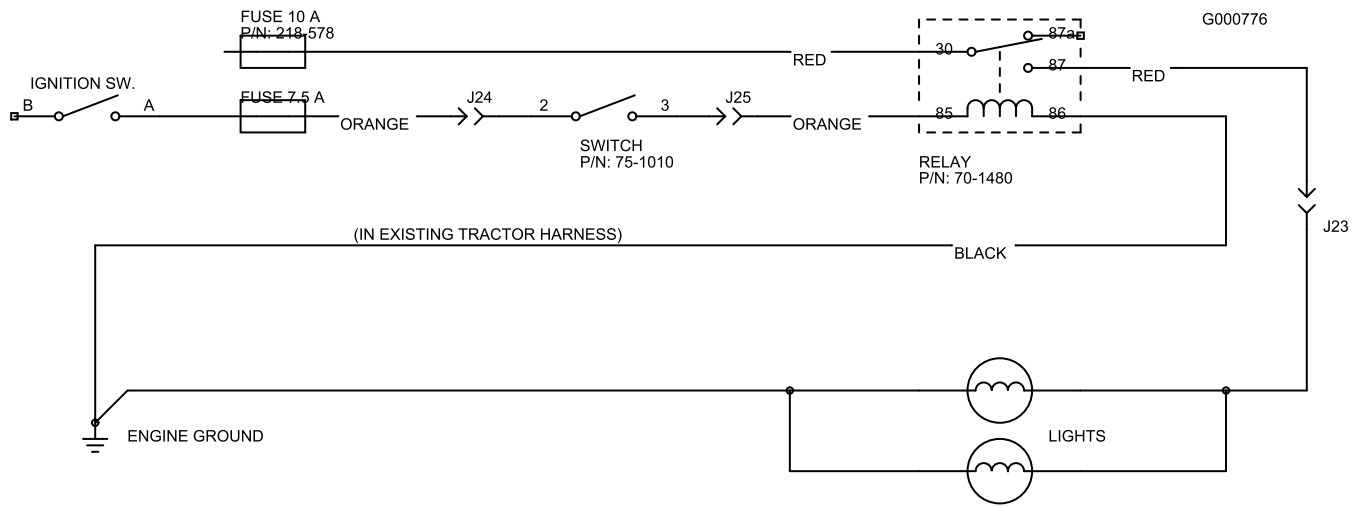 FUSE 10 A
P/N: 218-578
G000776
30
87a
RED
87
RED
IGNITION SW.
B
A
FUSE 7.5 A
ORANGE
J24
2
3
J25
ORANGE
85
86
SWITCH
P/N: 75-1010
RELAY
P/N: 70-1480
(IN EXISTING TRACTOR HARNESS)
BLACK
J23
ENGINE GROUND
LIGHTS